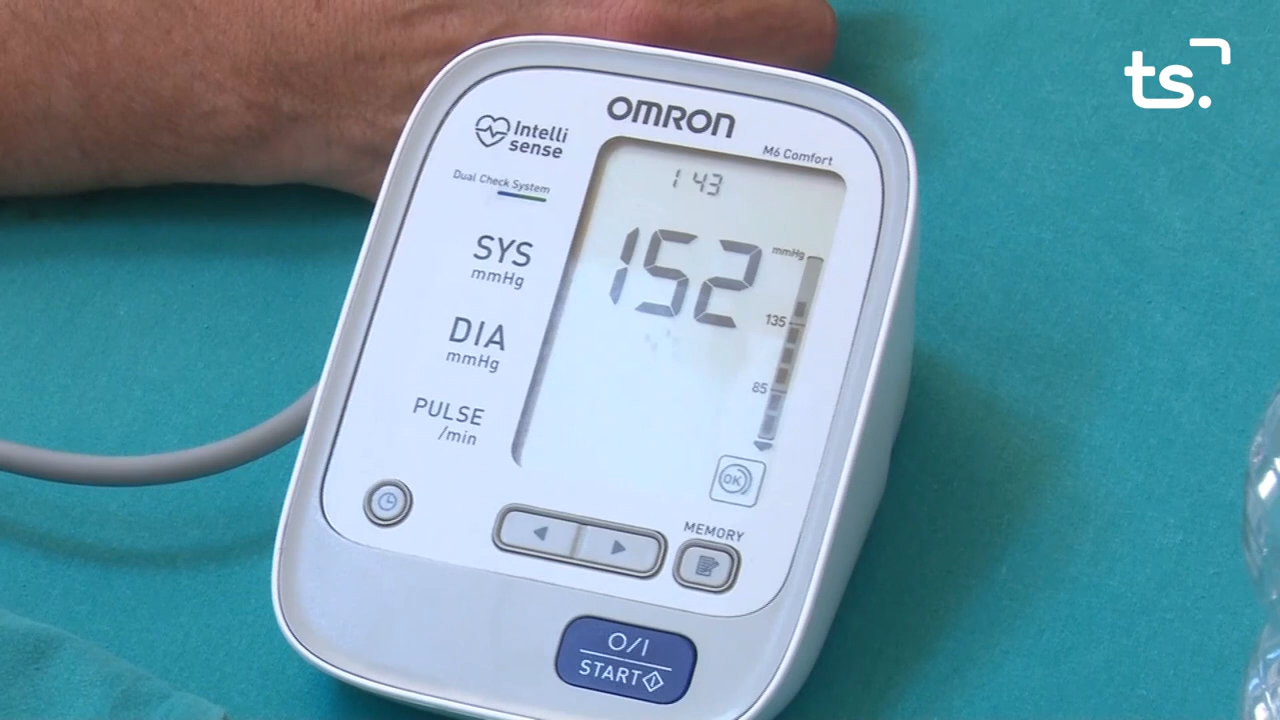 ts.
OMRON
Intelli
sense
M6 Comfort
Dual Check System
1 43
SYS
mmHg
152
mmHg
135
DIA
mmHg
85
PULSE
/min
OK
MEMORY
O/I
START